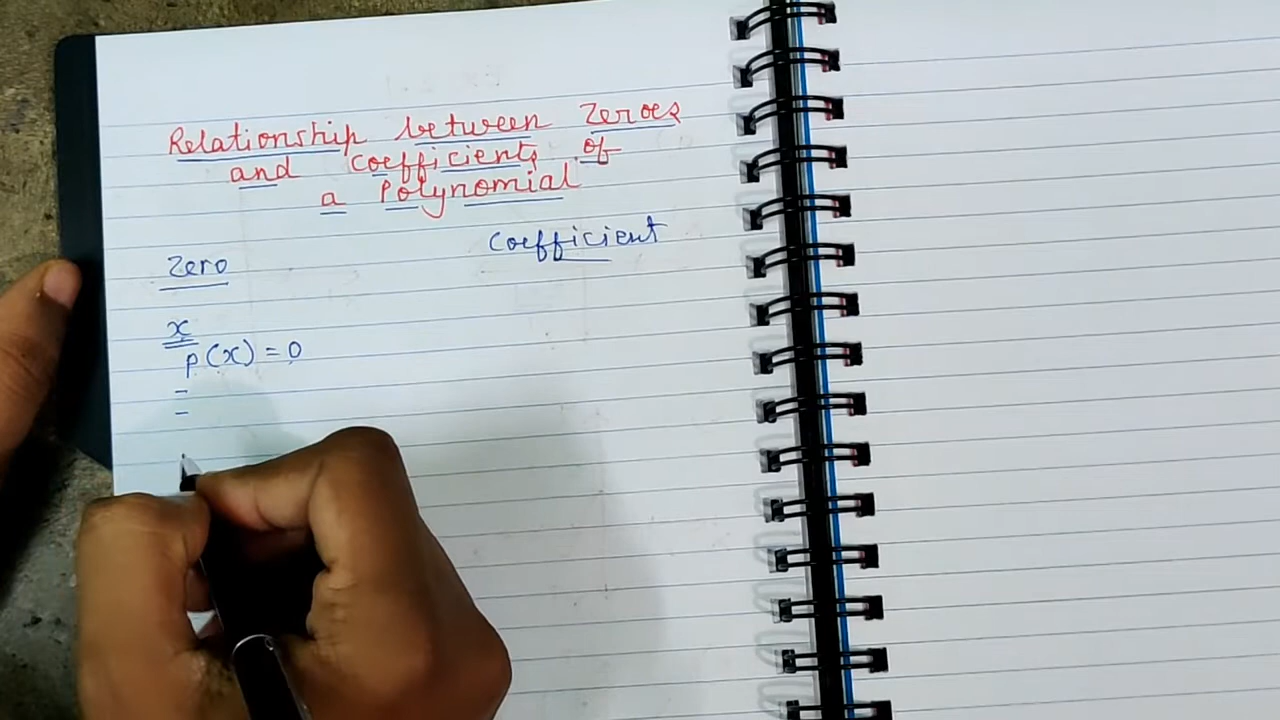 Relationship between Zeroes
and coefficients of
a Polynomial
Zero
coefficient
x
p(x) = 0
-
-